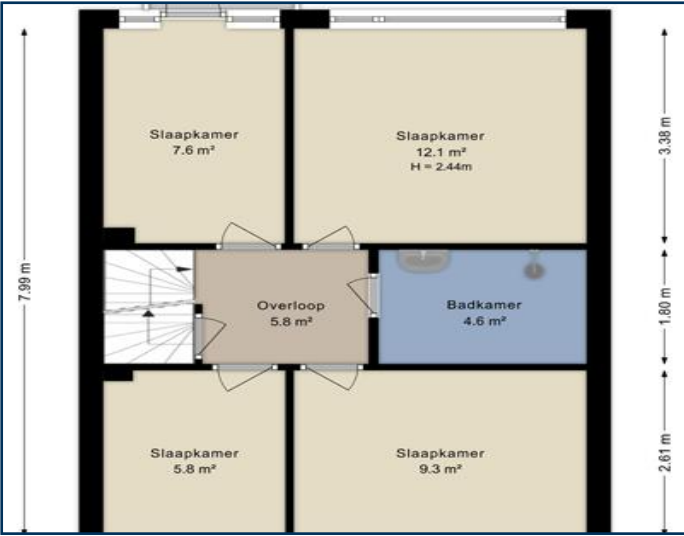 Slaapkamer
7.6 m²
Slaapkamer
12.1 m²
H = 2.44m
3.38 m
7.99 m
Overloop
5.8 m²
Badkamer
4.6 m²
1.80 m
Slaapkamer
5.8 m²
Slaapkamer
9.3 m²
2.61 m